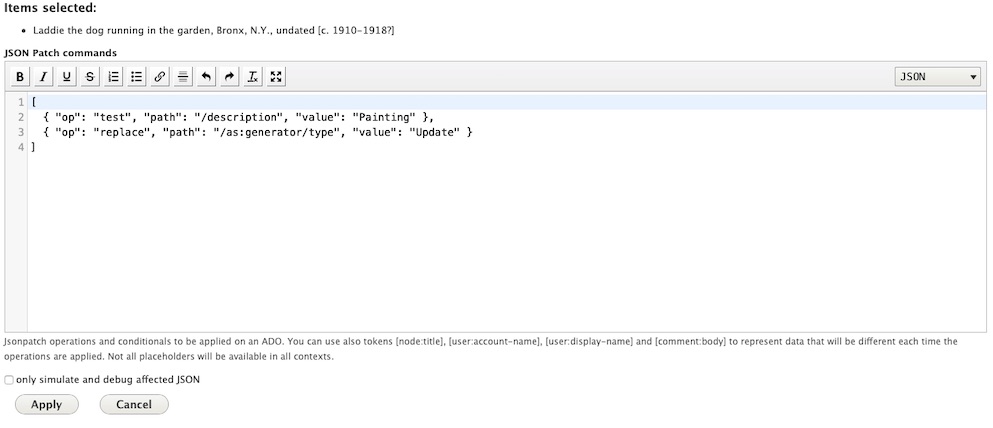 Items selected:
• Laddie the dog running in the garden, Bronx, N.Y., undated [c. 1910–1918?]
JSON Patch commands
B I U S Tx JSON
1 [
2 { "op": "test", "path": "/description", "value": "Painting" },
3 { "op": "replace", "path": "/as:generator/type", "value": "Update" }
4 ]
Jsonpatch operations and conditionals to be applied on an ADO. You can use also tokens [node:title], [user:account-name], [user:display-name] and [comment:body] to represent data that will be different each time the
operations are applied. Not all placeholders will be available in all contexts.
only simulate and debug affected JSON
Apply Cancel